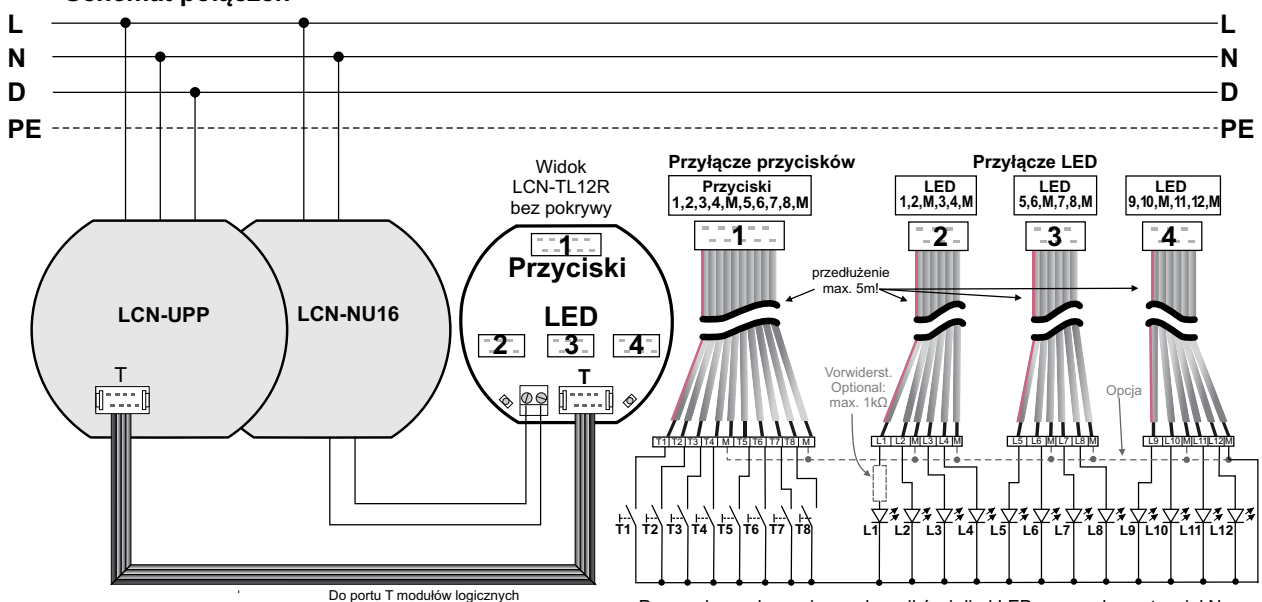 L
L
N
N
D
D
PE
PE
Widok
LCN-TL12R
bez pokrywy
Przyłącze przycisków
Przyłącze LED
Przyciski
1,2,3,4,M,5,6,7,8,M
LED
1,2,M,3,4,M
LED
5,6,M,7,8,M
LED
9,10,M,11,12,M
1
2
3
4
1
Przyciski
LED
2
3
4
T
przedłużenie
max. 5m!
LCN-UPP
LCN-NU16
T
Vorwiderst.
Optional:
max. 1kΩ
Opcja
T1 T2 T3 T4 M T5 T6 T7 T8 M
L1 L2 M L3 L4 M
L5 L6 M L7 L8 M
L9 L10 M L11 L12 M
T1 T2 T3 T4 T5 T6 T7 T8
L1 L2 L3 L4 L5 L6 L7 L8 L9 L10 L11 L12
Do portu T modułów logicznych